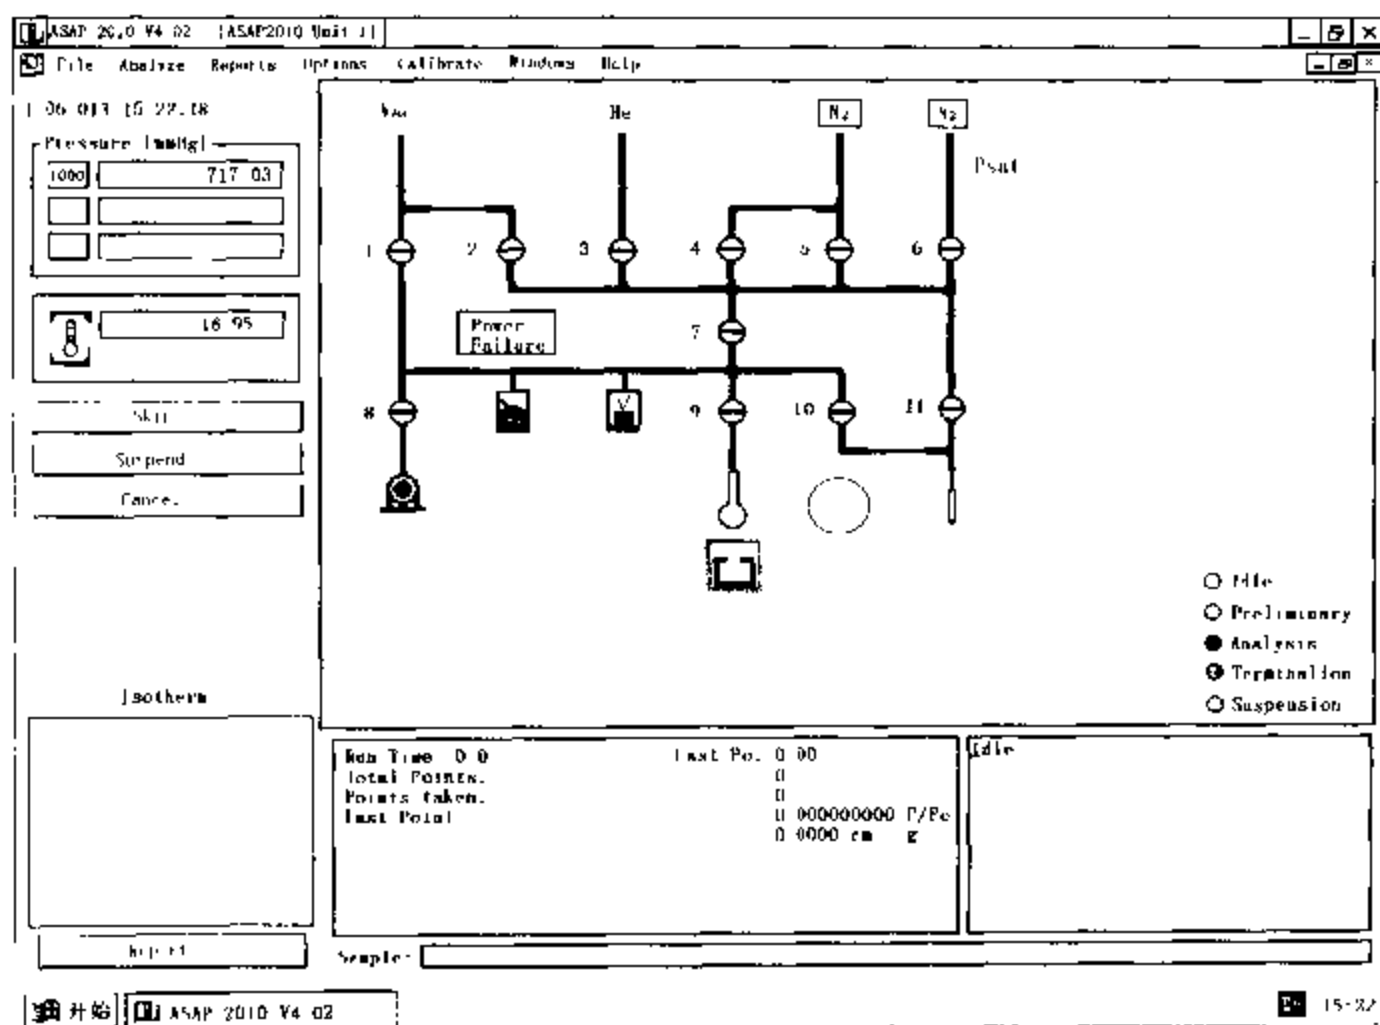 ASAP 20.0 V4 02 [ASAP2010 Unit 1]
File Analyze Reports Options Calibrate Windows Help
Pressure [mmHg]
1000 717 03
16 95
Skip
Suspend
Cancel
Isotherm
Report
Vac He N2 N2
Psat
1 2 3 4 5 6
Power
Failure
7
8 9 10 11
V
Idle
Preliminary
Analysis
Suspension
Run Time 0 0 Last Po. 0 00
Total Points. 0
Points taken. 0
Last Point 0 000000000 P/Po
0 0000 cm g
Idle
Sample:
开始 ASAP 2010 V4 02
15-22